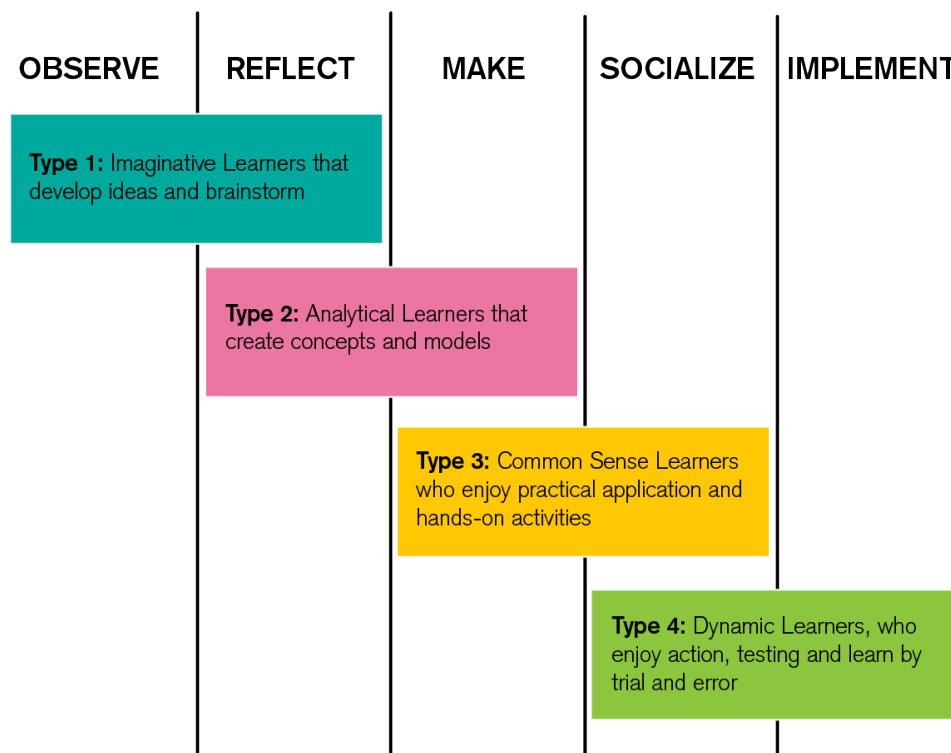 OBSERVE REFLECT MAKE SOCIALIZE IMPLEMENT
Type 1: Imaginative Learners that
develop ideas and brainstorm
Type 2: Analytical Learners that
create concepts and models
Type 3: Common Sense Learners
who enjoy practical application and
hands-on activities
Type 4: Dynamic Learners, who
enjoy action, testing and learn by
trial and error